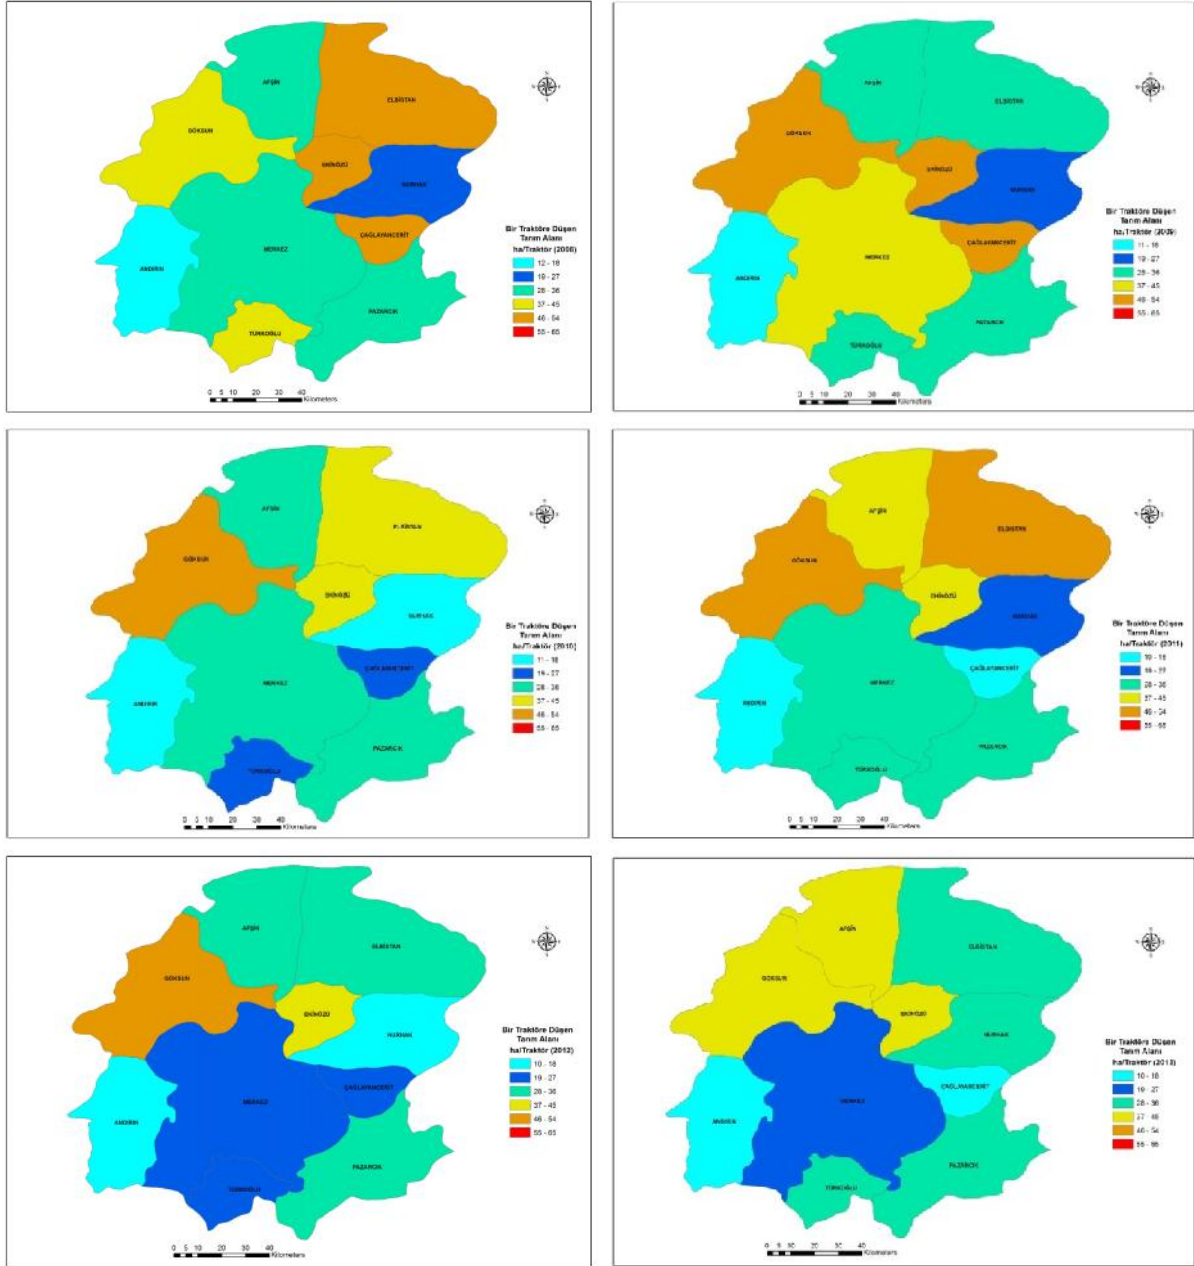 AFŞİN
ELBİSTAN
GÖKSUN
EKİNÖZÜ
NURHAK
ÇAĞLAYANCERİT
MERKEZ
ANDIRIN
PAZARCIK
TÜRKOĞLU
Bir Traktöre Düşen
Tarım Alanı
ha/Traktör (2008)
12 - 18
19 - 27
28 - 36
37 - 45
46 - 54
55 - 65
0 5 10 20 30 40
Kilometers
AFŞİN
ELBİSTAN
GÖKSUN
EKİNÖZÜ
NURHAK
ÇAĞLAYANCERİT
MERKEZ
ANDIRIN
PAZARCIK
TÜRKOĞLU
Bir Traktöre Düşen
Tarım Alanı
ha/Traktör (2009)
11 - 18
19 - 27
28 - 36
37 - 45
46 - 54
55 - 65
0 5 10 20 30 40
Kilometers
AFŞİN
GÖKSUN
EKİNÖZÜ
NURHAK
ÇAĞLAYANCERİT
MERKEZ
ANDIRIN
PAZARCIK
TÜRKOĞLU
Bir Traktöre Düşen
Tarım Alanı
ha/Traktör (2010)
11 - 18
19 - 27
28 - 36
37 - 45
46 - 54
55 - 65
0 5 10 20 30 40
Kilometers
AFŞİN
ELBİSTAN
GÖKSUN
EKİNÖZÜ
NURHAK
ÇAĞLAYANCERİT
MERKEZ
ANDIRIN
PAZARCIK
TÜRKOĞLU
Bir Traktöre Düşen
Tarım Alanı
ha/Traktör (2011)
10 - 18
19 - 27
28 - 36
37 - 45
46 - 54
55 - 65
0 5 10 20 30 40
Kilometers
AFŞİN
ELBİSTAN
GÖKSUN
EKİNÖZÜ
NURHAK
ÇAĞLAYANCERİT
MERKEZ
ANDIRIN
PAZARCIK
TÜRKOĞLU
Bir Traktöre Düşen
Tarım Alanı
ha/Traktör (2012)
10 - 18
19 - 27
28 - 36
37 - 45
46 - 54
55 - 65
0 5 10 20 30 40
Kilometers
AFŞİN
ELBİSTAN
GÖKSUN
EKİNÖZÜ
NURHAK
ÇAĞLAYANCERİT
MERKEZ
ANDIRIN
PAZARCIK
TÜRKOĞLU
Bir Traktöre Düşen
Tarım Alanı
ha/Traktör (2013)
10 - 18
19 - 27
28 - 36
37 - 45
46 - 54
55 - 65
0 5 10 20 30 40
Kilometers